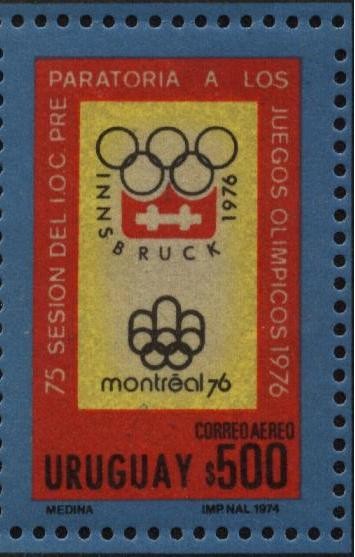 75 SESION DEL I.O.C. PRE
PARATORIA A LOS
JUEGOS OLIMPICOS 1976
INNSBRUCK 1976
montréal 76
CORREO AEREO
URUGUAY $500
MEDINA IMP. NAL 1974